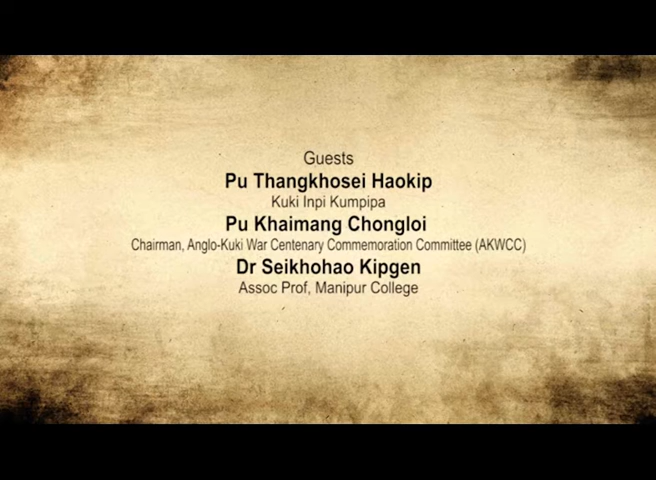 Guests
Pu Thangkhosei Haokip
Kuki Inpi Kumpipa
Pu Khaimang Chongloi
Chairman, Anglo-Kuki War Centenary Commemoration Committee (AKWCC)
Dr Seikhohao Kipgen
Assoc Prof, Manipur College